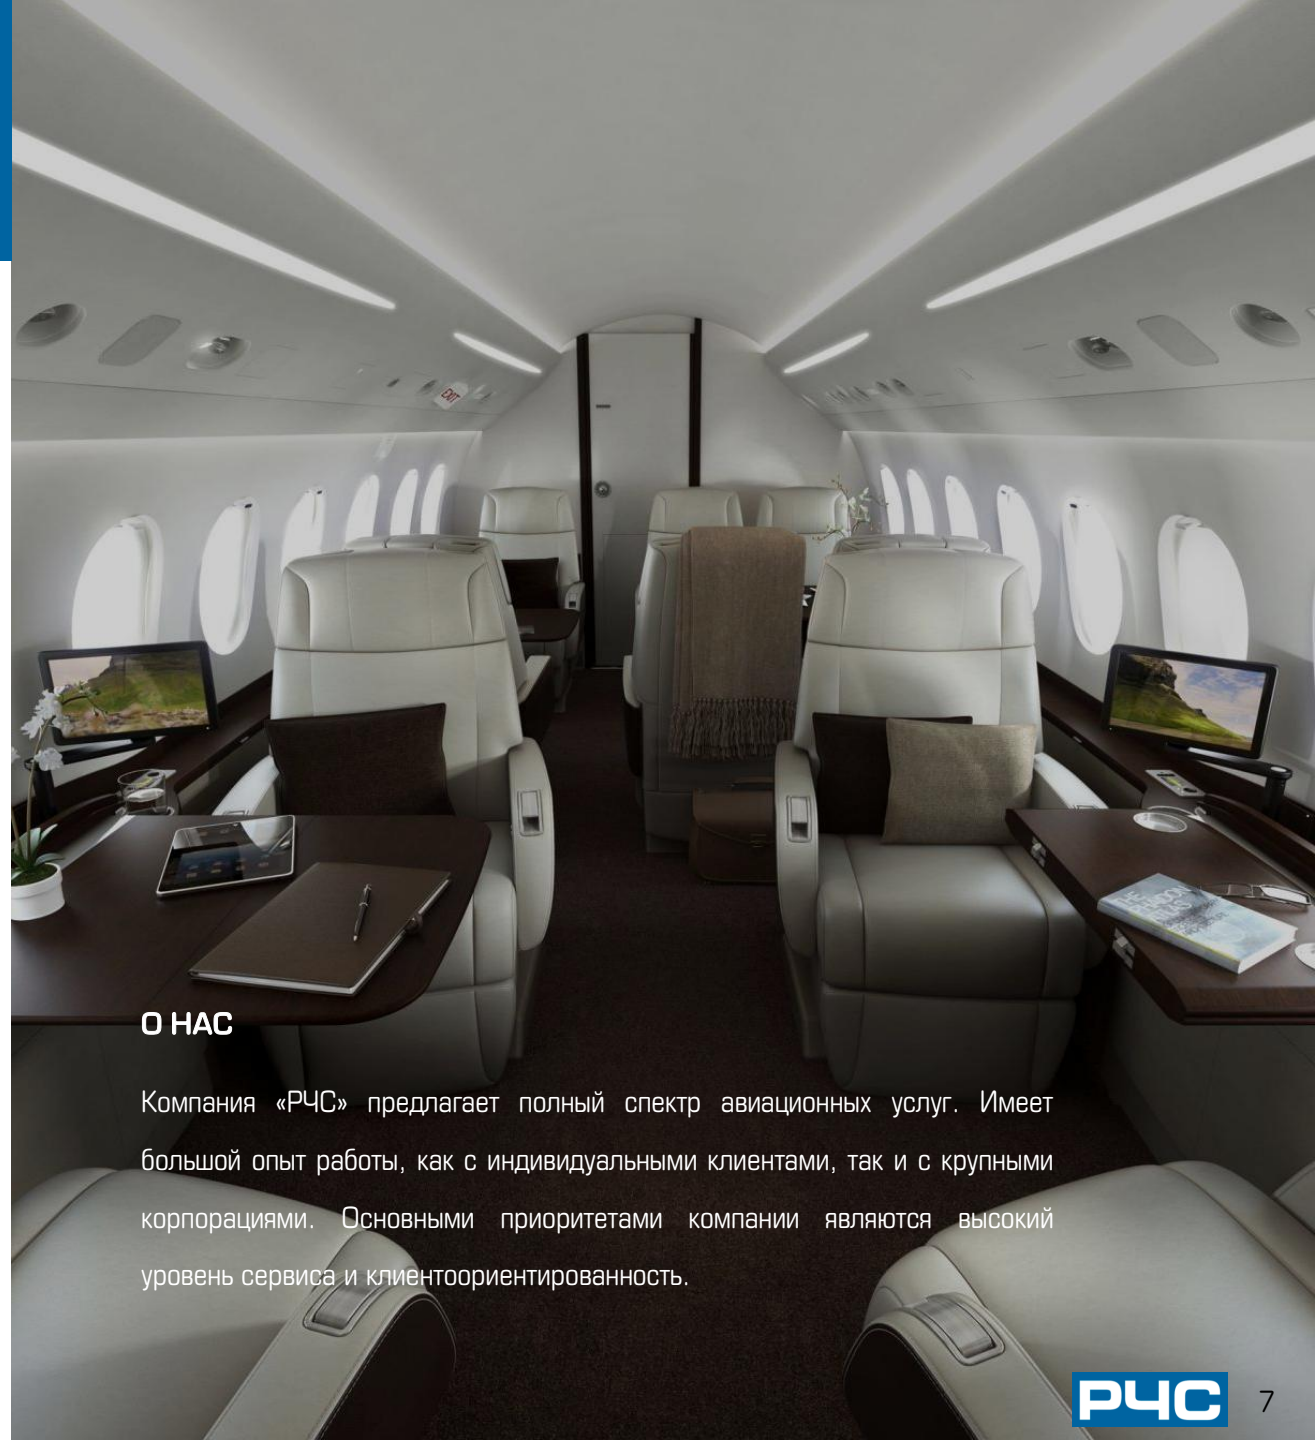 EXIT
О НАС
Компания «РЧС» предлагает полный спектр авиационных услуг. Имеет
большой опыт работы, как с индивидуальными клиентами, так и с крупными
корпорациями. Основными приоритетами компании являются высокий
уровень сервиса и клиентоориентированность.
РЧС
7